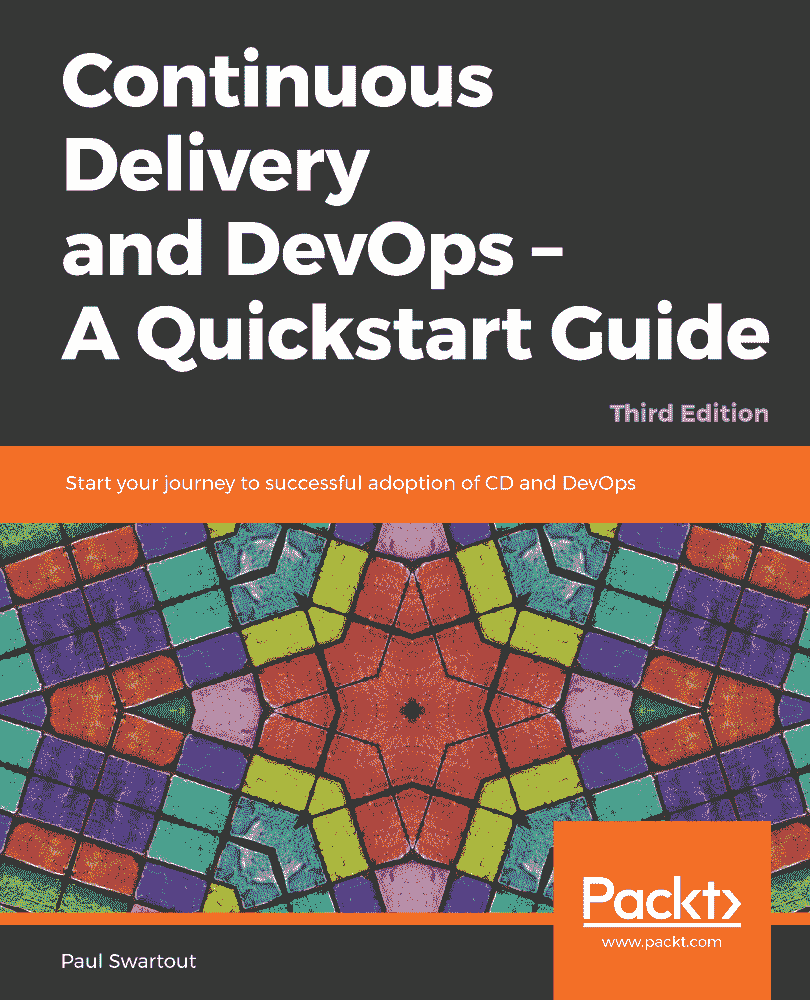 Continuous
Delivery
and DevOps –
A Quickstart Guide
Third Edition
Start your journey to successful adoption of CD and DevOps
Packt>
www.packt.com
Paul Swartout